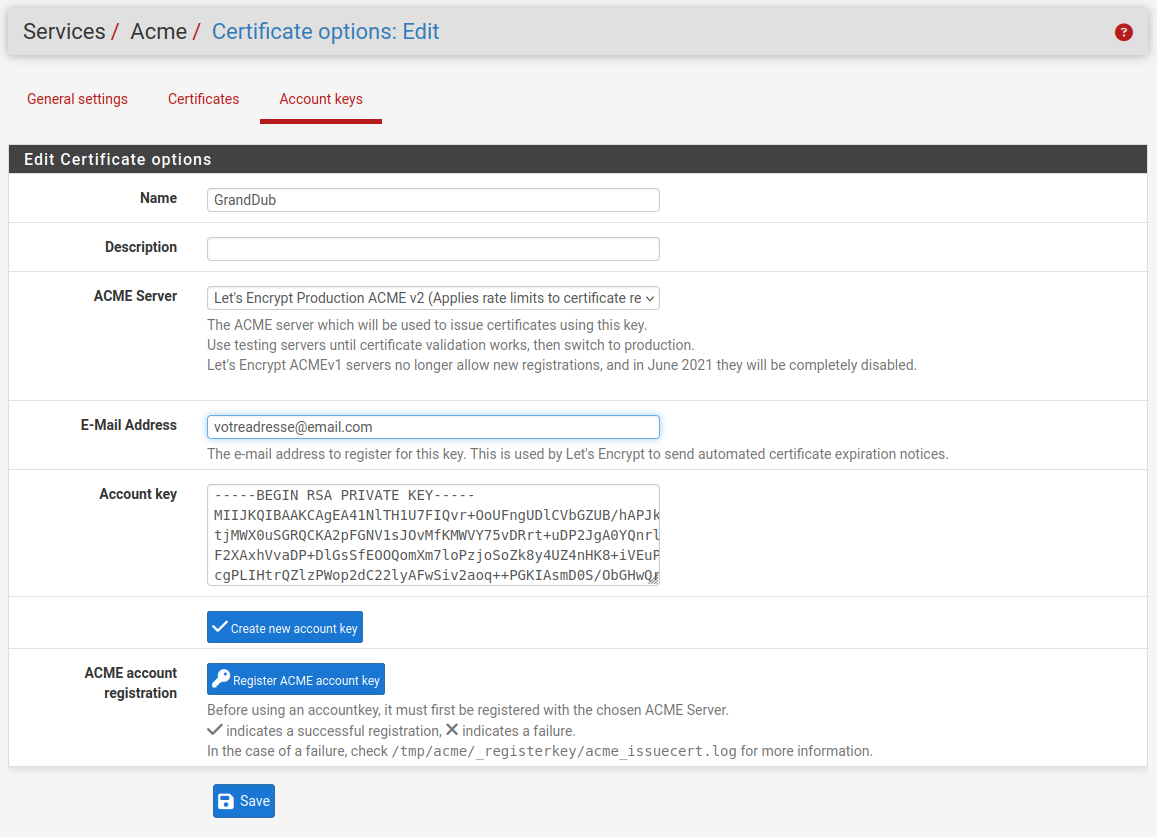 Services / Acme / Certificate options: Edit
General settings
Certificates
Account keys
Edit Certificate options
Name
GrandDub
Description
ACME Server
Let's Encrypt Production ACME v2 (Applies rate limits to certificate re
The ACME server which will be used to issue certificates using this key.
Use testing servers until certificate validation works, then switch to production.
Let's Encrypt ACMEv1 servers no longer allow new registrations, and in June 2021 they will be completely disabled.
E-Mail Address
votreadresse@email.com
The e-mail address to register for this key. This is used by Let's Encrypt to send automated certificate expiration notices.
Account key
-----BEGIN RSA PRIVATE KEY-----
MIIJKQIBAAKCAgEA41NlTH1U7FIQvr+OoUFngUDlCVbGZUB/hAPJk
tjMWX0uSGRQCKA2pFGNV1sJOvMfKMWVY75vDRrt+uDP2JgA0YQnrl
F2XAxhVvaDP+DlGsSfEOOQomXm7loPzjoSoZk8y4UZ4nHK8+iVEuP
cgPLIHtrQZlzPWop2dC22lyAFwSiv2aoq++PGKIAsmD0S/ObGHwQr
Create new account key
ACME account
registration
Register ACME account key
Before using an accountkey, it must first be registered with the chosen ACME Server.
indicates a successful registration, indicates a failure.
In the case of a failure, check /tmp/acme/_registerkey/acme_issuecert.log for more information.
Save